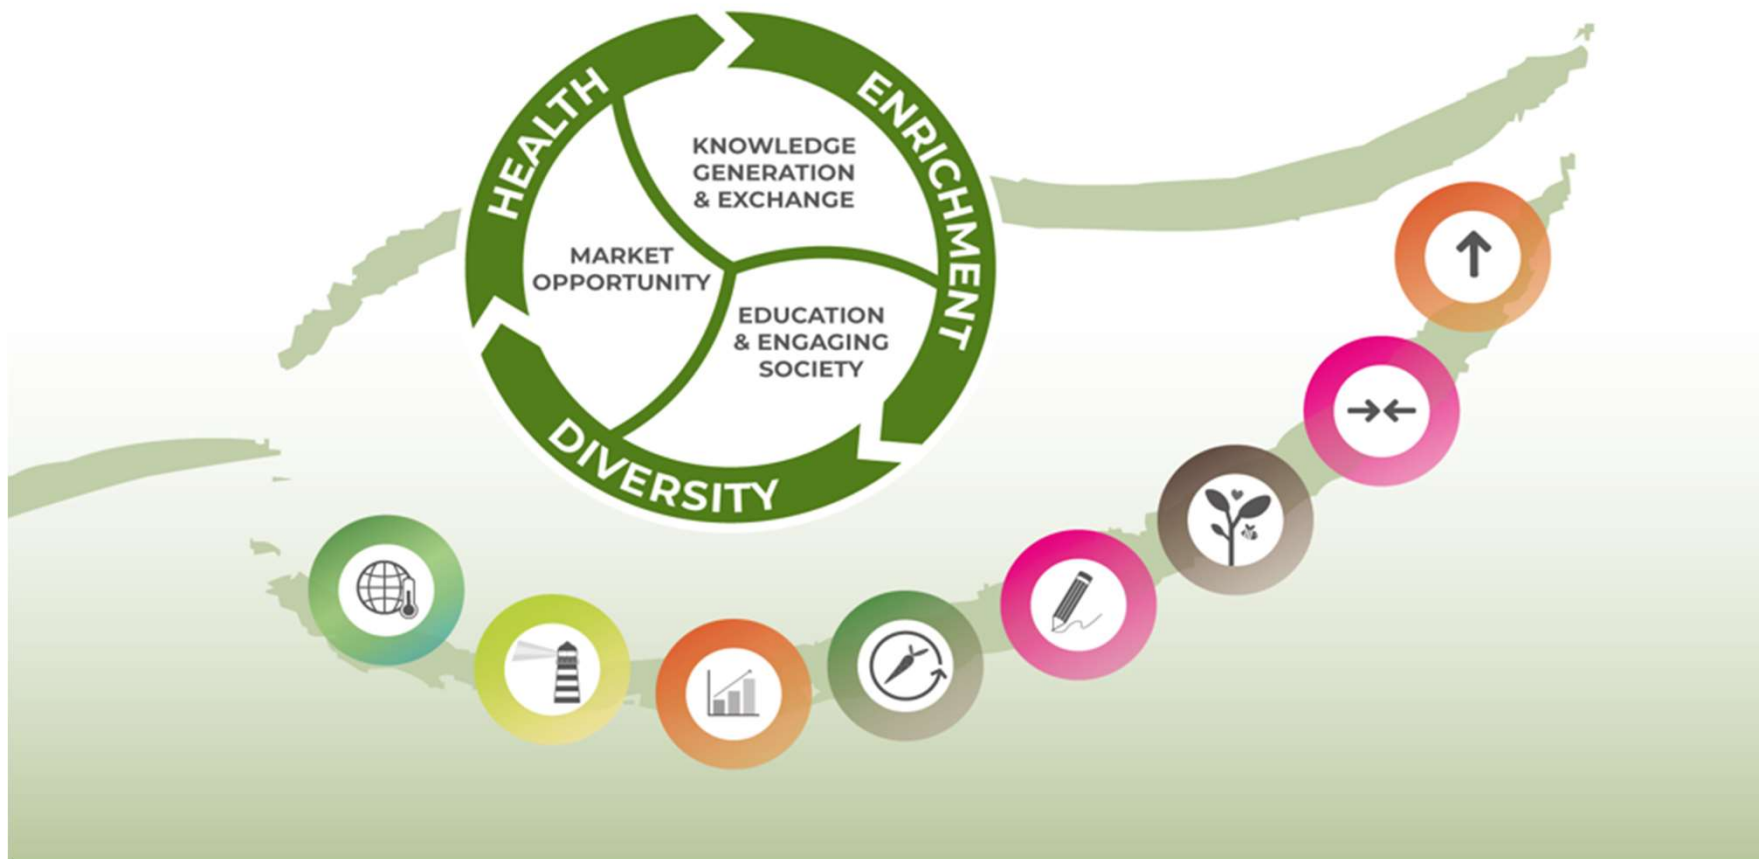 HEALTH
ENRICHMENT
KNOWLEDGE
GENERATION
& EXCHANGE
MARKET
OPPORTUNITY
EDUCATION
& ENGAGING
SOCIETY
DIVERSITY